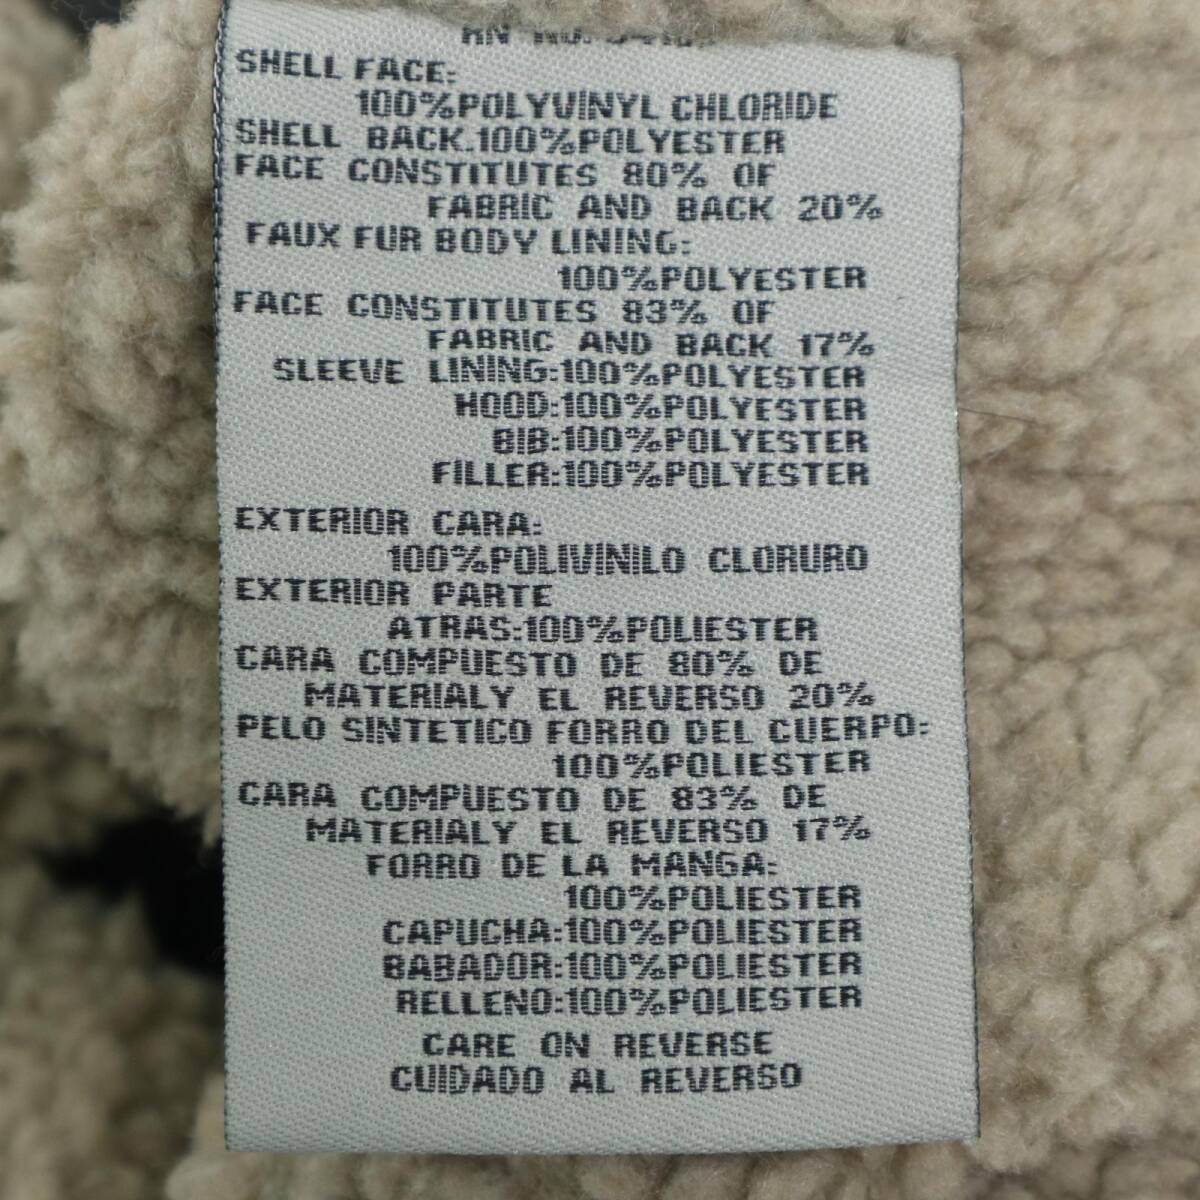 RN NO.
SHELL FACE:
100%POLYVINYL CHLORIDE
SHELL BACK.100%POLYESTER
FACE CONSTITUTES 80% OF
FABRIC AND BACK 20%
FAUX FUR BODY LINING:
100%POLYESTER
FACE CONSTITUTES 83% OF
FABRIC AND BACK 17%
SLEEVE LINING:100%POLYESTER
HOOD:100%POLYESTER
BIB:100%POLYESTER
FILLER:100%POLYESTER
EXTERIOR CARA:
100%POLIVINILO CLORURO
EXTERIOR PARTE
ATRAS:100%POLIESTER
CARA COMPUESTO DE 80% DE
MATERIALY EL REVERSO 20%
PELO SINTETICO FORRO DEL CUERPO:
100%POLIESTER
CARA COMPUESTO DE 83% DE
MATERIALY EL REVERSO 17%
FORRO DE LA MANGA:
100%POLIESTER
CAPUCHA:100%POLIESTER
BABADOR:100%POLIESTER
RELLENO:100%POLIESTER
CARE ON REVERSE
CUIDADO AL REVERSO